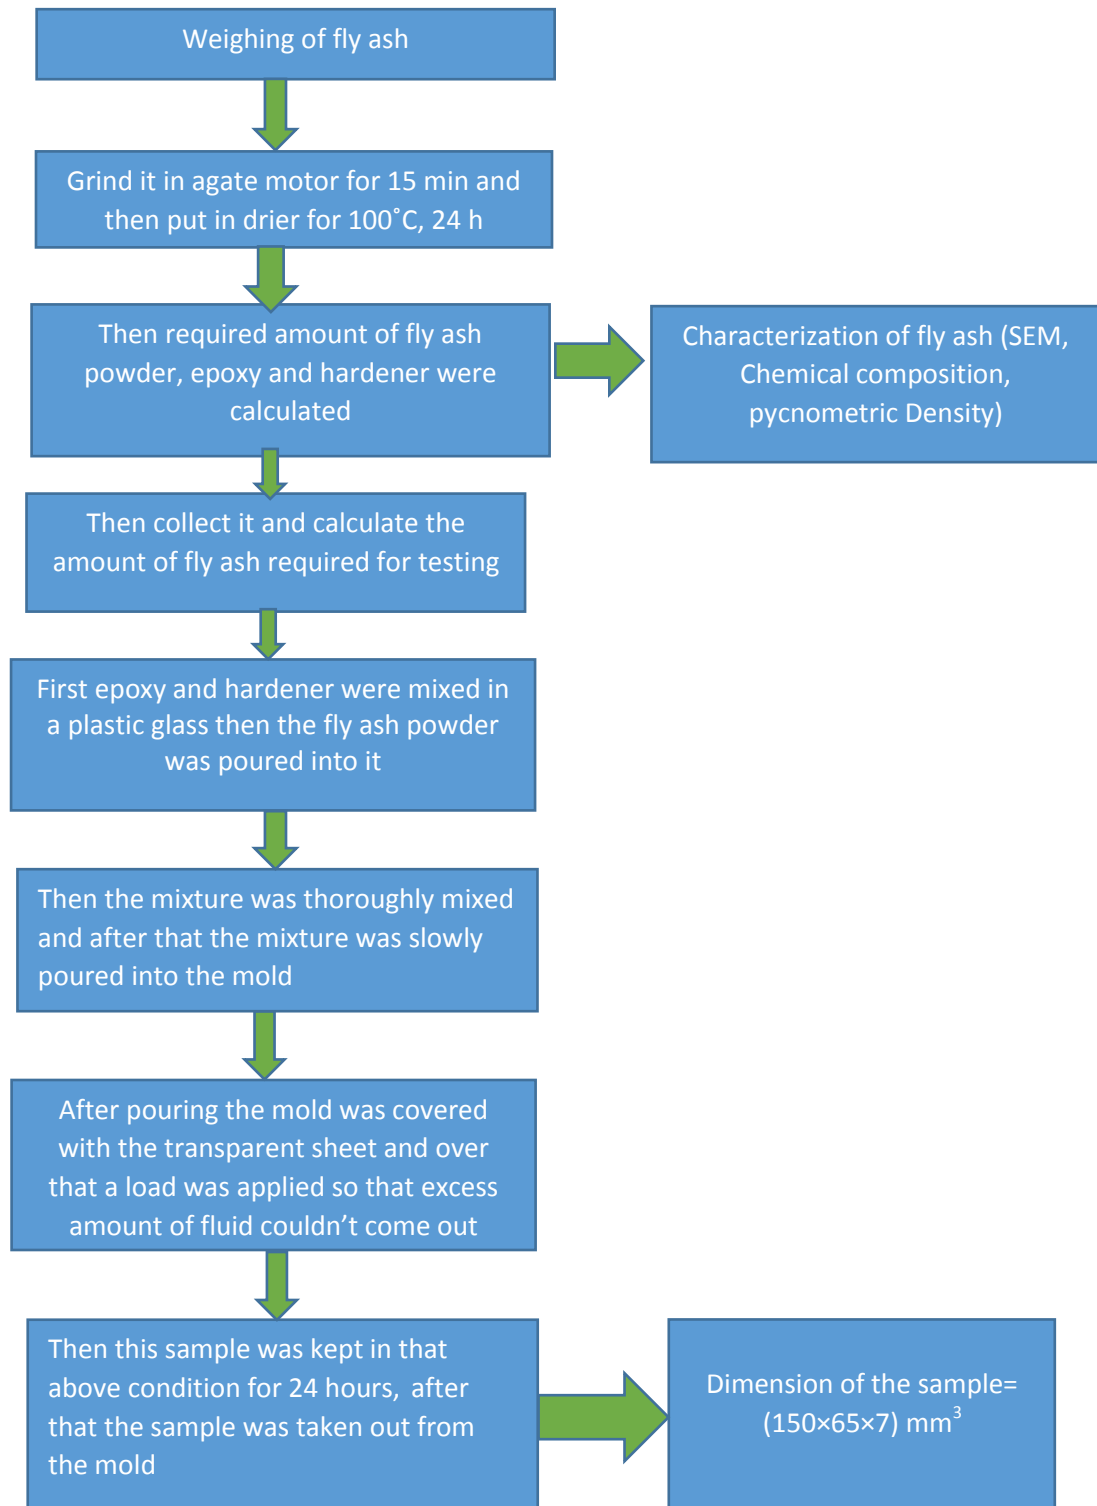 Weighing of fly ash
Grind it in agate motor for 15 min and
then put in drier for 100˚C, 24 h
Then required amount of fly ash
powder, epoxy and hardener were
calculated
Characterization of fly ash (SEM,
Chemical composition,
pycnometric Density)
Then collect it and calculate the
amount of fly ash required for testing
First epoxy and hardener were mixed in
a plastic glass then the fly ash powder
was poured into it
Then the mixture was thoroughly mixed
and after that the mixture was slowly
poured into the mold
After pouring the mold was covered
with the transparent sheet and over
that a load was applied so that excess
amount of fluid couldn’t come out
Then this sample was kept in that
above condition for 24 hours, after
that the sample was taken out from
the mold
Dimension of the sample=
(150×65×7) mm³